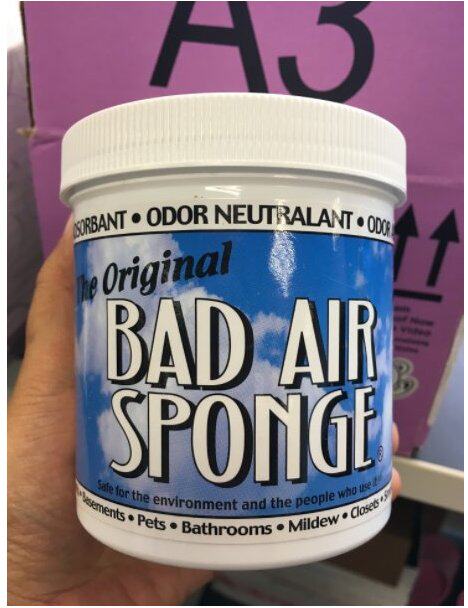 A3
ODOR NEUTRALANT • ODOR
The Original
BAD AIR
SPONGE®
Safe for the environment and the people who use it
Basements • Pets • Bathrooms • Mildew • Closets •